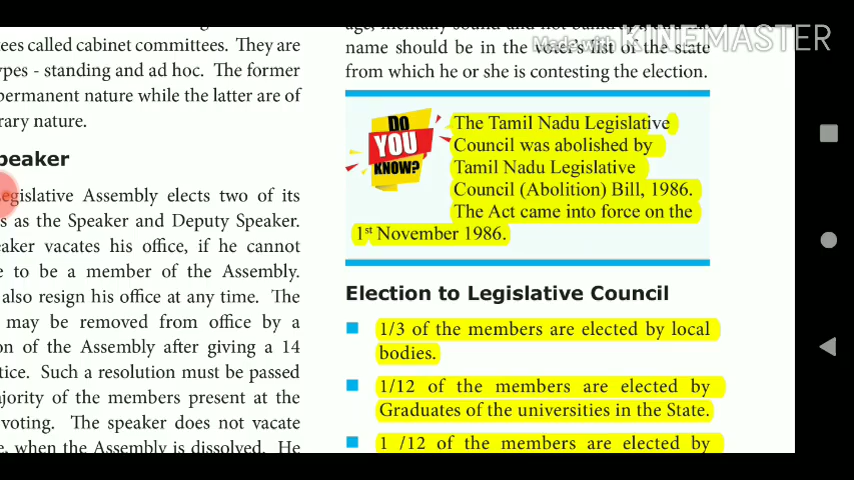 tees called cabinet committees. They are
ypes - standing and ad hoc. The former
permanent nature while the latter are of
rary nature.
peaker
egislative Assembly elects two of its
s as the Speaker and Deputy Speaker.
eaker vacates his office, if he cannot
e to be a member of the Assembly.
also resign his office at any time. The
may be removed from office by a
on of the Assembly after giving a 14
tice. Such a resolution must be passed
ajority of the members present at the
voting. The speaker does not vacate
e, when the Assembly is dissolved. He
name should be in the voter's list of the state
from which he or she is contesting the election.
DO
YOU
KNOW?
The Tamil Nadu Legislative
Council was abolished by
Tamil Nadu Legislative
Council (Abolition) Bill, 1986.
The Act came into force on the
1st November 1986.
Election to Legislative Council
1/3 of the members are elected by local
bodies.
1/12 of the members are elected by
Graduates of the universities in the State.
1 /12 of the members are elected by
Made with KINEMASTER